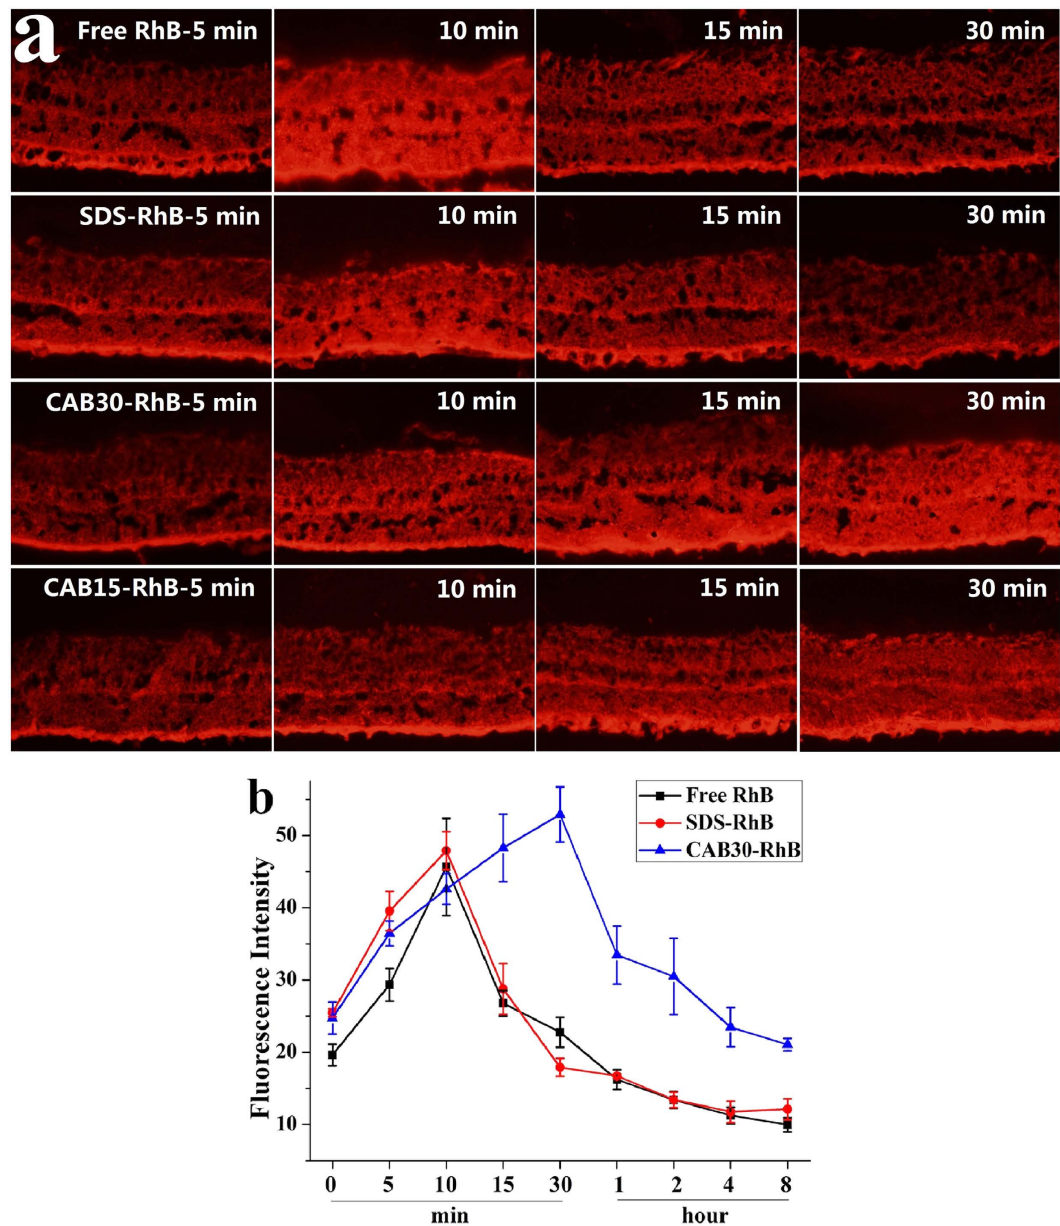 a
Free RhB-5 min 10 min 15 min 30 min
SDS-RhB-5 min 10 min 15 min 30 min
CAB30-RhB-5 min 10 min 15 min 30 min
CAB15-RhB-5 min 10 min 15 min 30 min
b
Free RhB
SDS-RhB
CAB30-RhB
Fluorescence Intensity
50
40
30
20
10
0 5 10 15 30 1 2 4 8
min hour